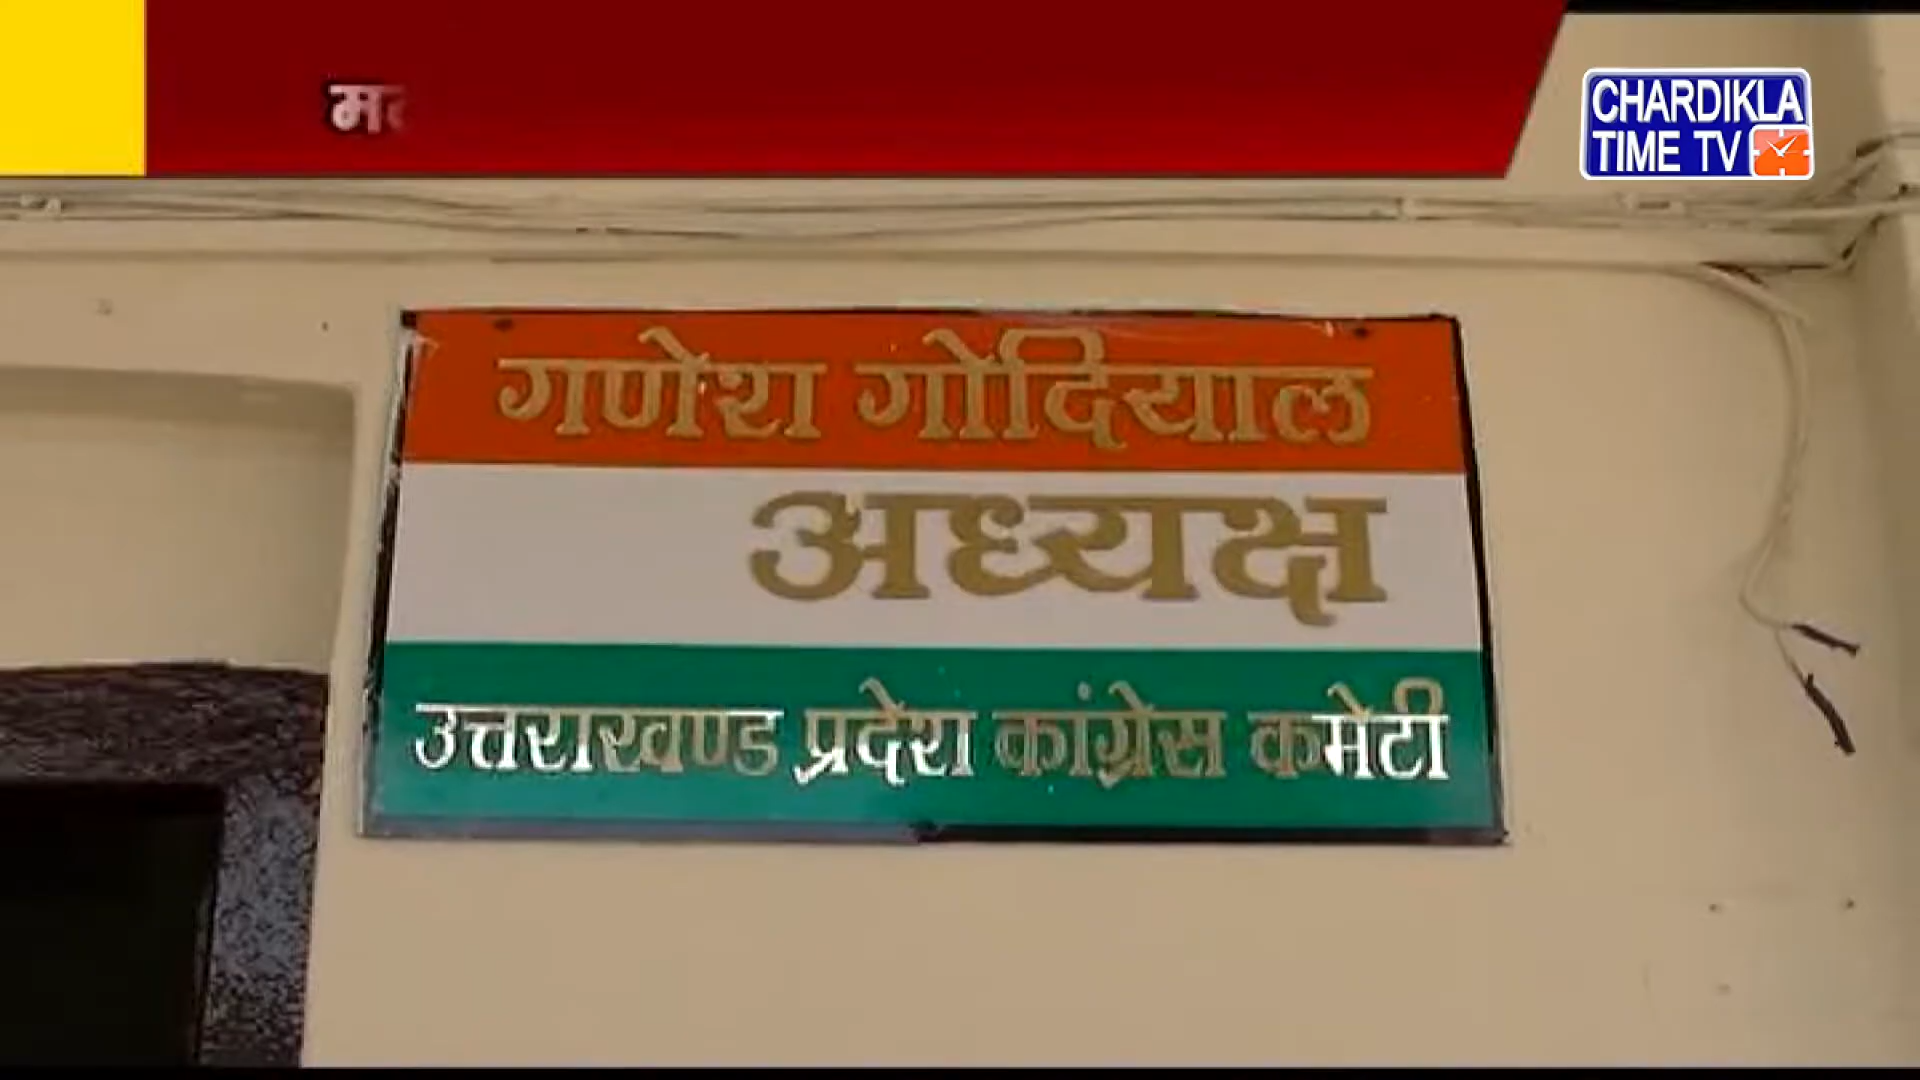 CHARDIKLA
TIME TV
गणेश गोदियाल
अध्यक्ष
उत्तराखण्ड प्रदेश कांग्रेस कमेटी